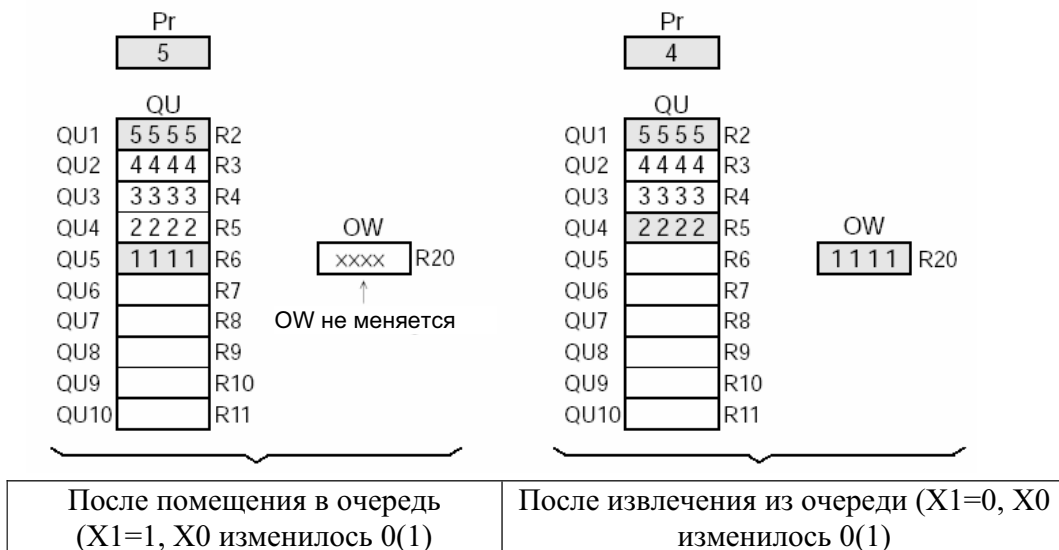 Pr
5
QU
QU1 5555 R2
QU2 4444 R3
QU3 3333 R4
QU4 2222 R5
QU5 1111 R6
QU6 R7
QU7 R8
QU8 R9
QU9 R10
QU10 R11
OW
xxxx R20
OW не меняется
Pr
4
QU
QU1 5555 R2
QU2 4444 R3
QU3 3333 R4
QU4 2222 R5
QU5 R6
QU6 R7
QU7 R8
QU8 R9
QU9 R10
QU10 R11
OW
1111 R20
После помещения в очередь
(X1=1, X0 изменилось 0(1)
После извлечения из очереди (X1=0, X0
изменилось 0(1)